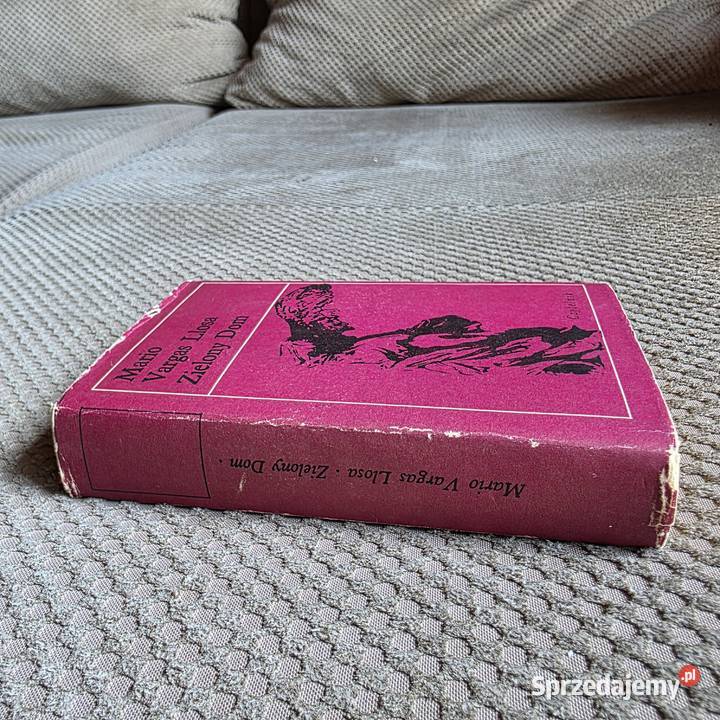 Mario
Vargas Llosa
Zielony Dom
Mario Vargas Llosa · Zielony Dom ·
Sprzedajemy.pl